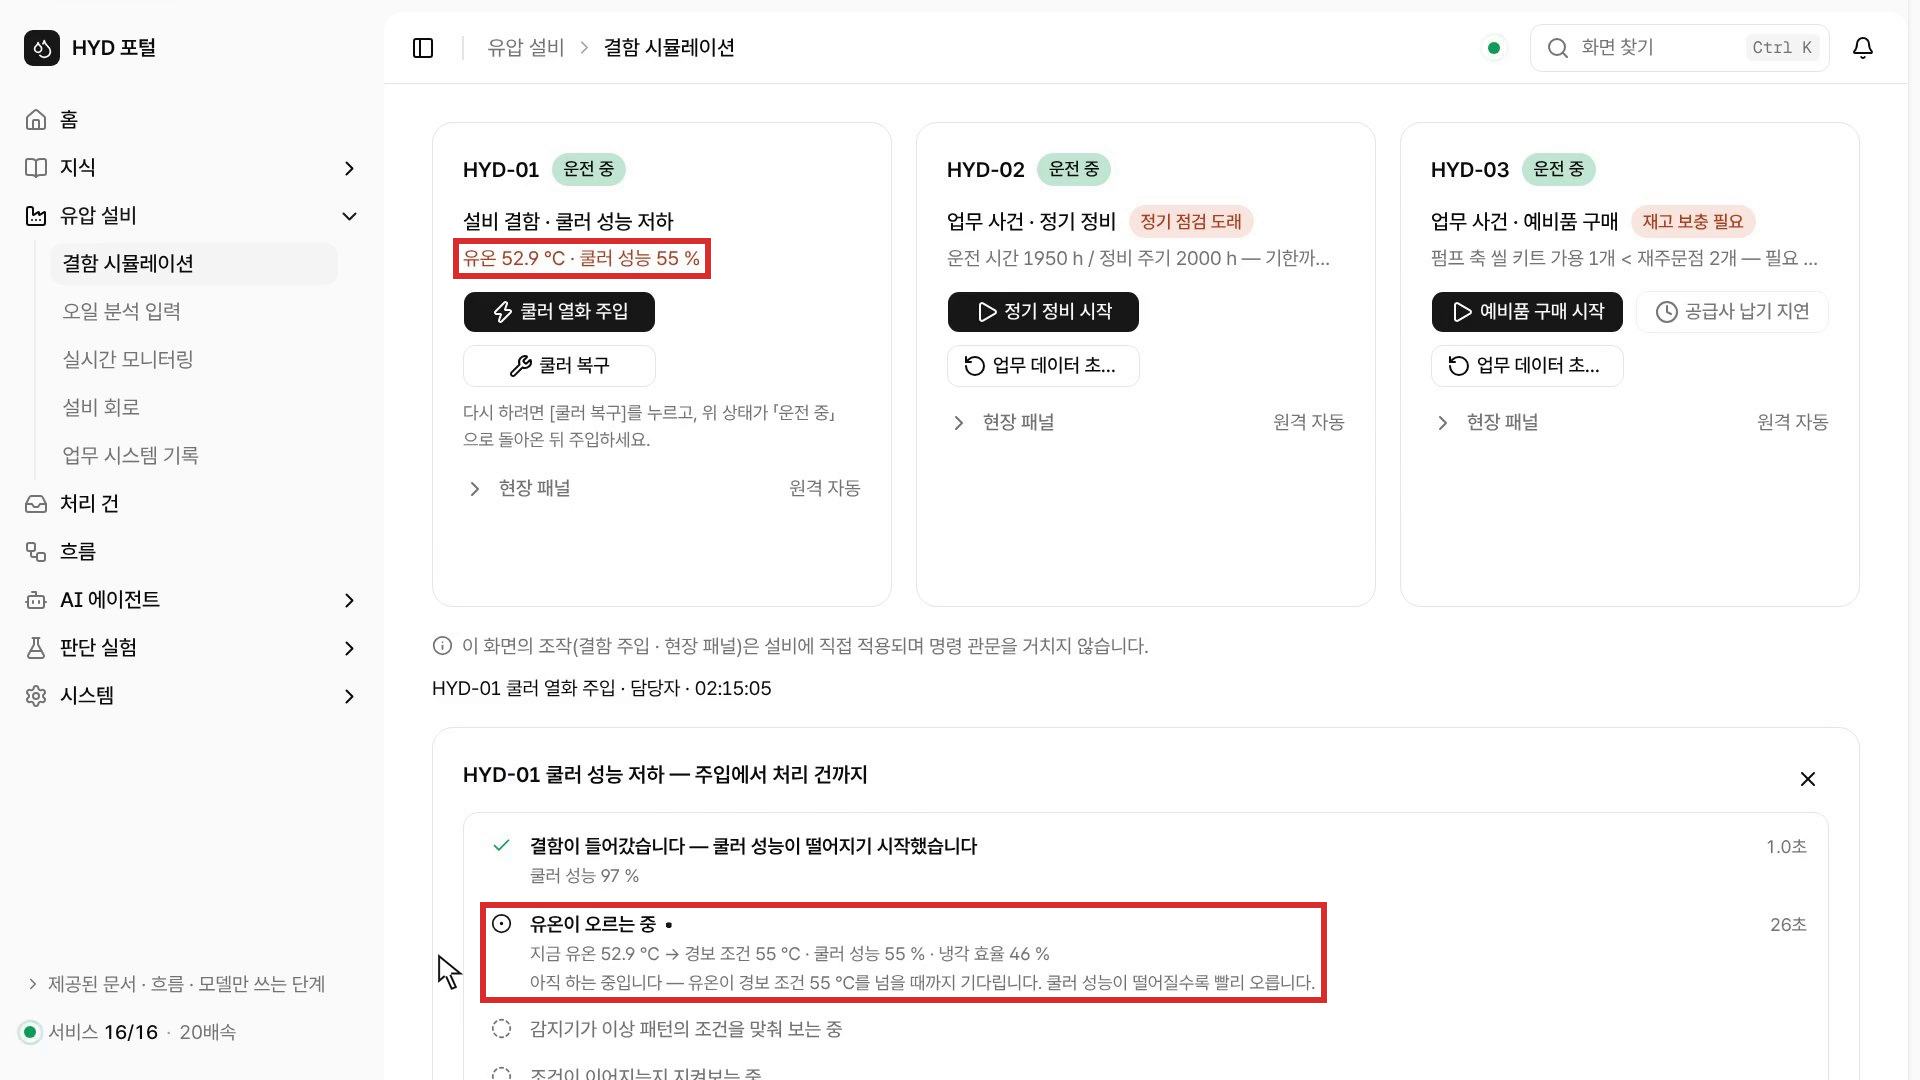 HYD 포털
유압 설비 > 결함 시뮬레이션
화면 찾기 Ctrl K
홈
지식
유압 설비
결함 시뮬레이션
오일 분석 입력
실시간 모니터링
설비 회로
업무 시스템 기록
처리 건
흐름
AI 에이전트
판단 실험
시스템
제공된 문서 · 흐름 · 모델만 쓰는 단계
서비스 16/16 · 20배속
HYD-01 운전 중
설비 결함 · 쿨러 성능 저하
유온 52.9 °C · 쿨러 성능 55 %
쿨러 열화 주입
쿨러 복구
다시 하려면 [쿨러 복구]를 누르고, 위 상태가 「운전 중」
으로 돌아온 뒤 주입하세요.
현장 패널 원격 자동
HYD-02 운전 중
업무 사건 · 정기 정비 정기 점검 도래
운전 시간 1950 h / 정비 주기 2000 h — 기한까...
정기 정비 시작
업무 데이터 초...
현장 패널 원격 자동
HYD-03 운전 중
업무 사건 · 예비품 구매 재고 보충 필요
펌프 축 씰 키트 가용 1개 < 재주문점 2개 — 필요 ...
예비품 구매 시작 공급사 납기 지연
업무 데이터 초...
현장 패널 원격 자동
이 화면의 조작(결함 주입 · 현장 패널)은 설비에 직접 적용되며 명령 관문을 거치지 않습니다.
HYD-01 쿨러 열화 주입 · 담당자 · 02:15:05
HYD-01 쿨러 성능 저하 — 주입에서 처리 건까지
결함이 들어갔습니다 — 쿨러 성능이 떨어지기 시작했습니다 1.0초
쿨러 성능 97 %
유온이 오르는 중 • 26초
지금 유온 52.9 °C → 경보 조건 55 °C · 쿨러 성능 55 % · 냉각 효율 46 %
아직 하는 중입니다 — 유온이 경보 조건 55 °C를 넘을 때까지 기다립니다. 쿨러 성능이 떨어질수록 빨리 오릅니다.
감지기가 이상 패턴의 조건을 맞춰 보는 중
조건이 이어지는지 지켜보는 중